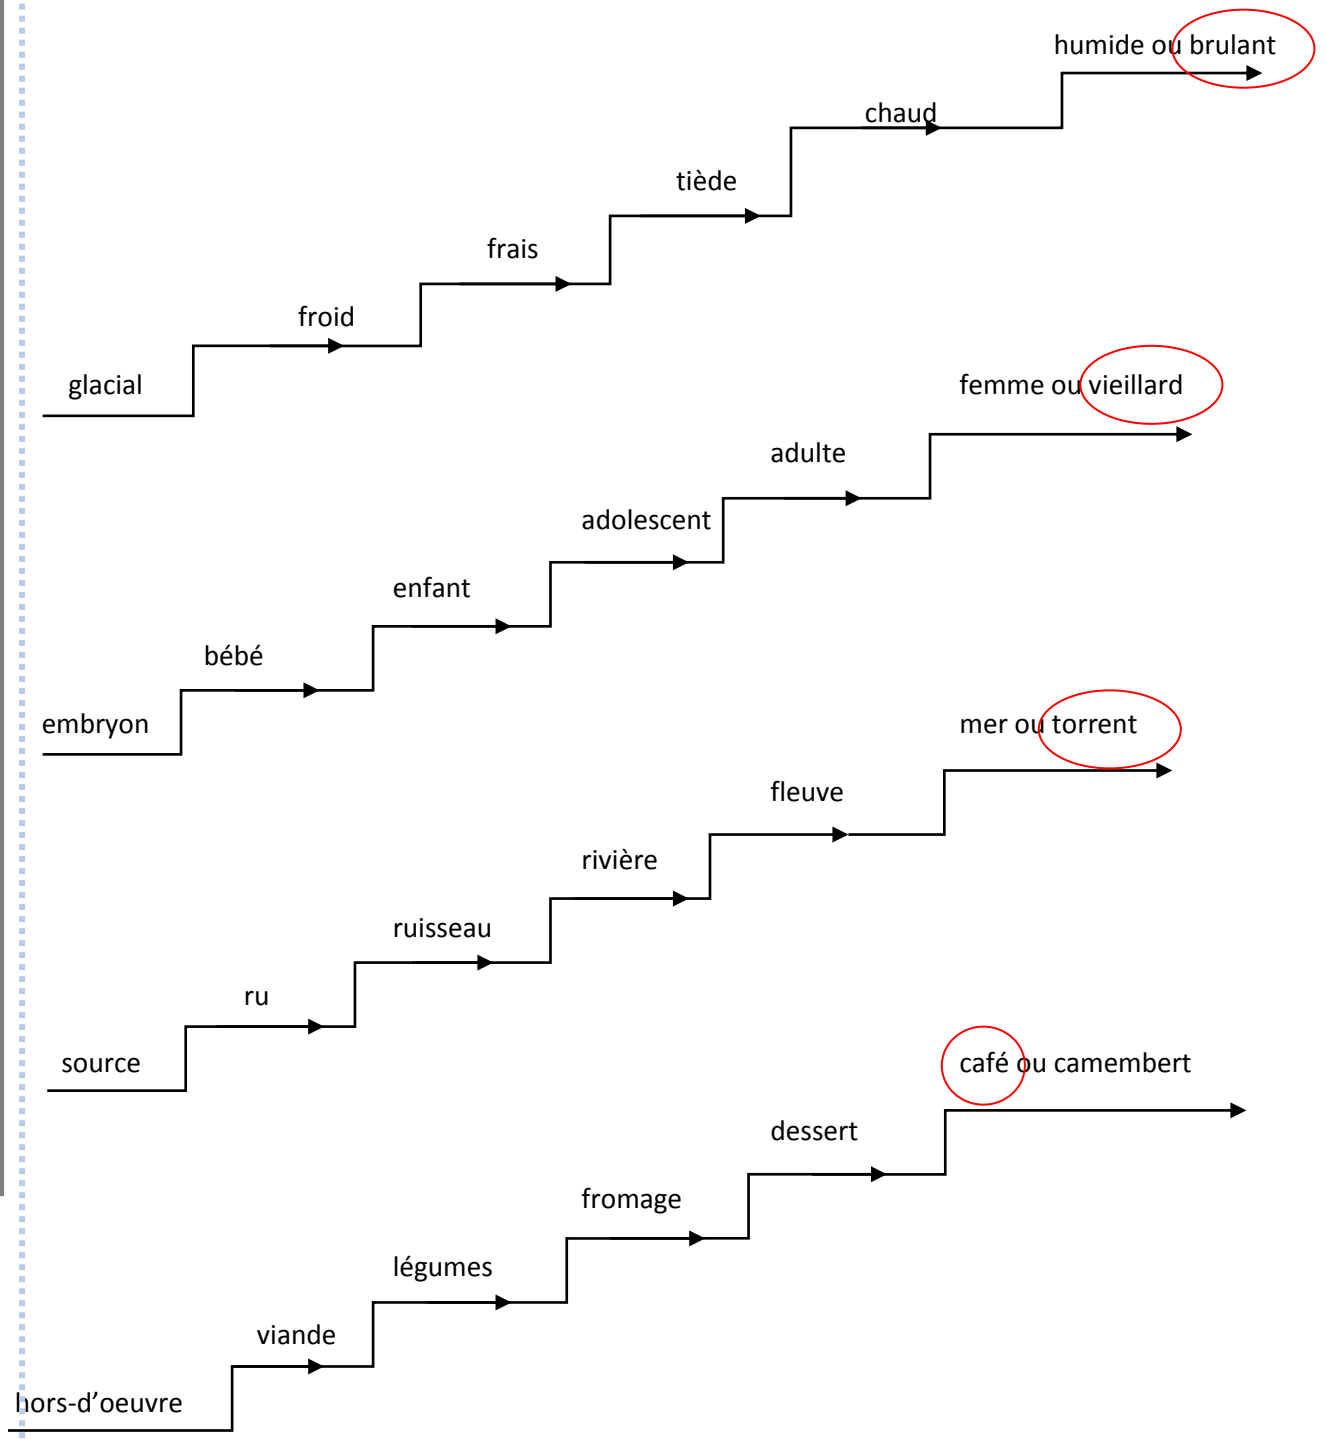 humide ou brulant
chaud
tiède
frais
froid
glacial
femme ou vieillard
adulte
adolescent
enfant
bébé
embryon
mer ou torrent
fleuve
rivière
ruisseau
ru
source
café ou camembert
dessert
fromage
légumes
viande
hors-d’oeuvre